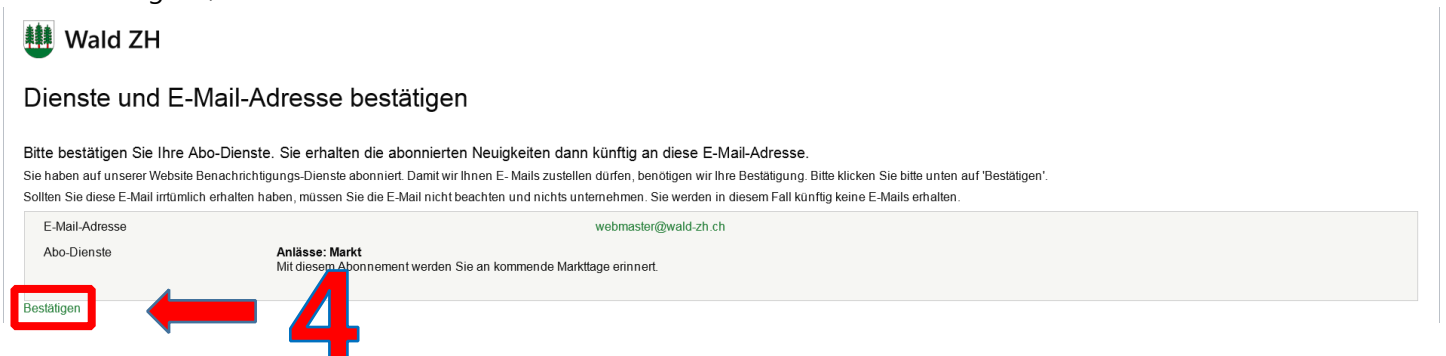 Wald ZH
Dienste und E-Mail-Adresse bestätigen
Bitte bestätigen Sie Ihre Abo-Dienste. Sie erhalten die abonnierten Neuigkeiten dann künftig an diese E-Mail-Adresse.
Sie haben auf unserer Website Benachrichtigungs-Dienste abonniert. Damit wir Ihnen E- Mails zustellen dürfen, benötigen wir Ihre Bestätigung. Bitte klicken Sie bitte unten auf 'Bestätigen'.
Sollten Sie diese E-Mail irrtümlich erhalten haben, müssen Sie die E-Mail nicht beachten und nichts unternehmen. Sie werden in diesem Fall künftig keine E-Mails erhalten.
E-Mail-Adresse webmaster@wald-zh.ch
Abo-Dienste Anlässe: Markt
Mit diesem Abonnement werden Sie an kommende Markttage erinnert.
Bestätigen 4